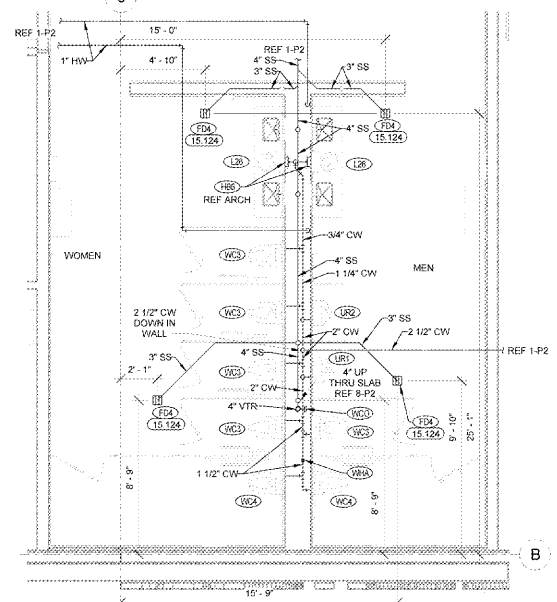 REF 1-P2
15' - 0"
REF 1-P2
4" SS
3" SS
3" SS
1" HW
4' - 10"
FD4
15.124
4" SS
FD4
15.124
L26
L26
HB6
REF ARCH
3/4" CW
WC3
4" SS
1 1/4" CW
WOMEN
MEN
WC3
UR2
2 1/2" CW
DOWN IN
WALL
3" SS
2" CW
2 1/2" CW
4" SS
REF 1-P2
3" SS
UR1
WC3
4" UP
THRU SLAB
REF 8-P2
2' - 1"
2" CW
4" VTR
WCO
FD4
15.124
FD4
15.124
WC3
WC3
9' - 10"
25' - 1"
1 1/2" CW
WHA
8' - 9"
8' - 9"
WC4
WC4
B
15' - 9"